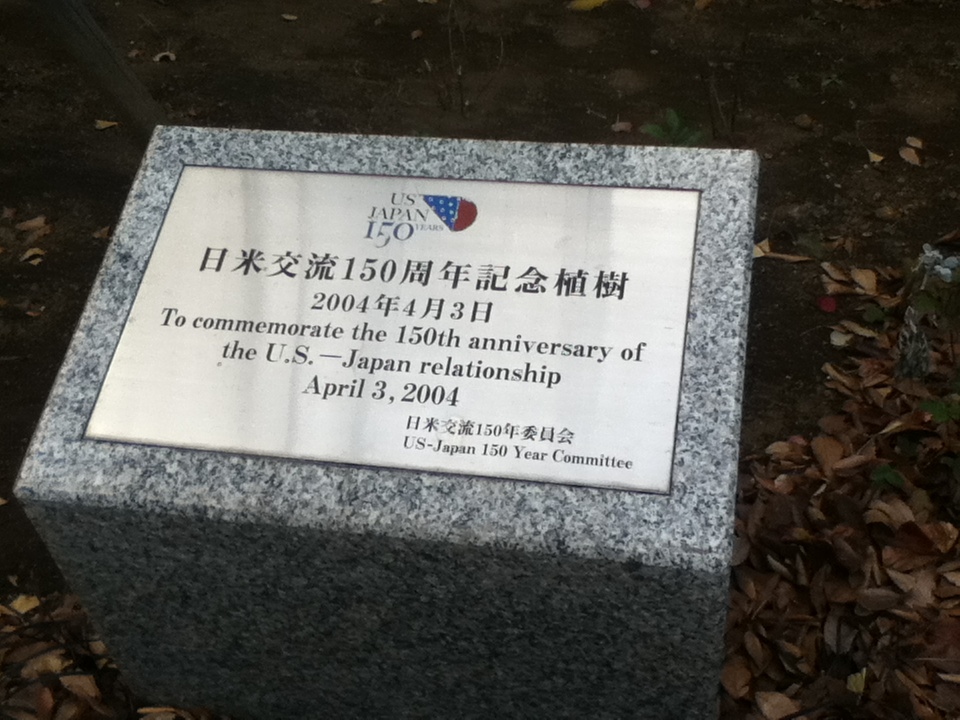 US
JAPAN
150 YEARS
日米交流150周年記念植樹
2004年4月3日
To commemorate the 150th anniversary of
the U.S.—Japan relationship
April 3, 2004
日米交流150年委員会
US-Japan 150 Year Committee